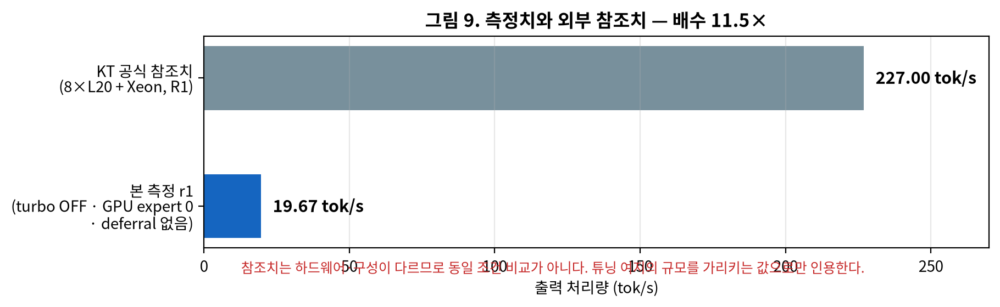 그림 9. 측정치와 외부 참조치 — 배수 11.5×
KT 공식 참조치
(8×L20 + Xeon, R1)
227.00 tok/s
본 측정 r1
(turbo OFF · GPU expert 0
· deferral 없음)
19.67 tok/s
0 50 100 150 200 250
참조치는 하드웨어·구성이 다르므로 동일 조건 비교가 아니다. 튜닝 여지의 규모를 가리키는 값으로만 인용한다.
출력 처리량 (tok/s)